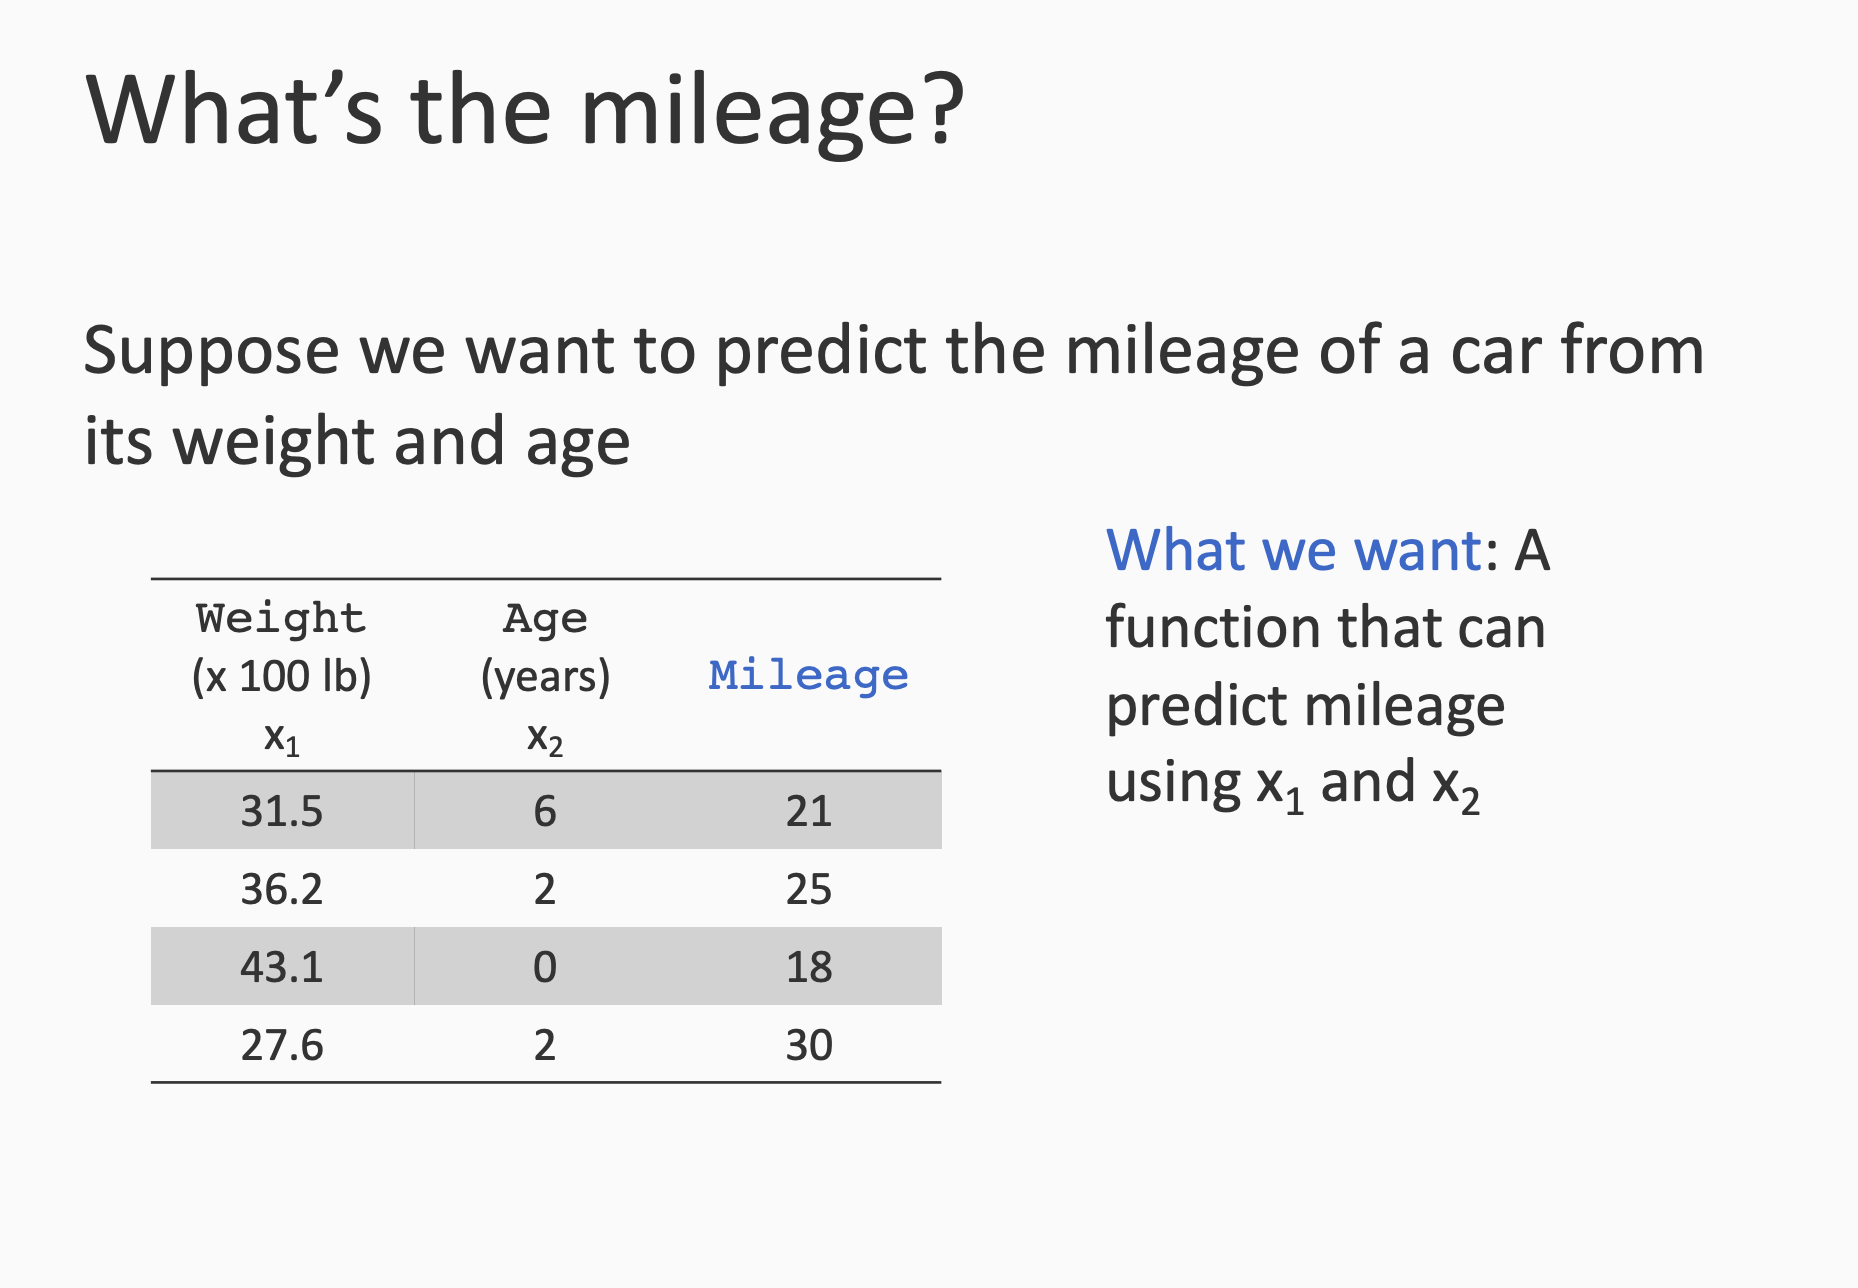 What’s the mileage?
Suppose we want to predict the mileage of a car from
its weight and age
Weight Age
(x 100 lb) (years) Mileage
x₁ x₂
31.5 6 21
36.2 2 25
43.1 0 18
27.6 2 30
What we want: A
function that can
predict mileage
using x₁ and x₂